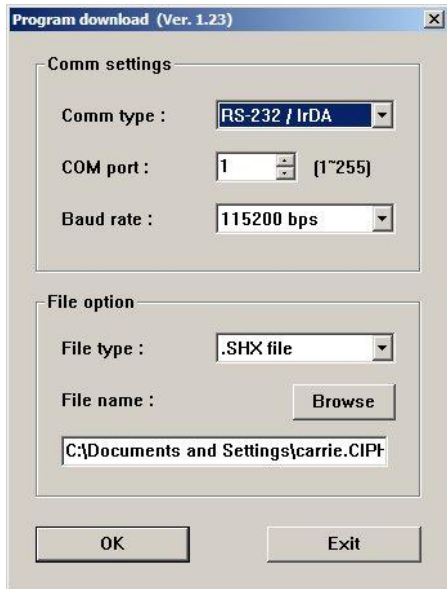 Program download (Ver. 1.23)
Comm settings
Comm type : RS-232 / IrDA
COM port : 1 (1~255)
Baud rate : 115200 bps
File option
File type : .SHX file
File name : Browse
C:\Documents and Settings\carrie.CIPH
OK Exit